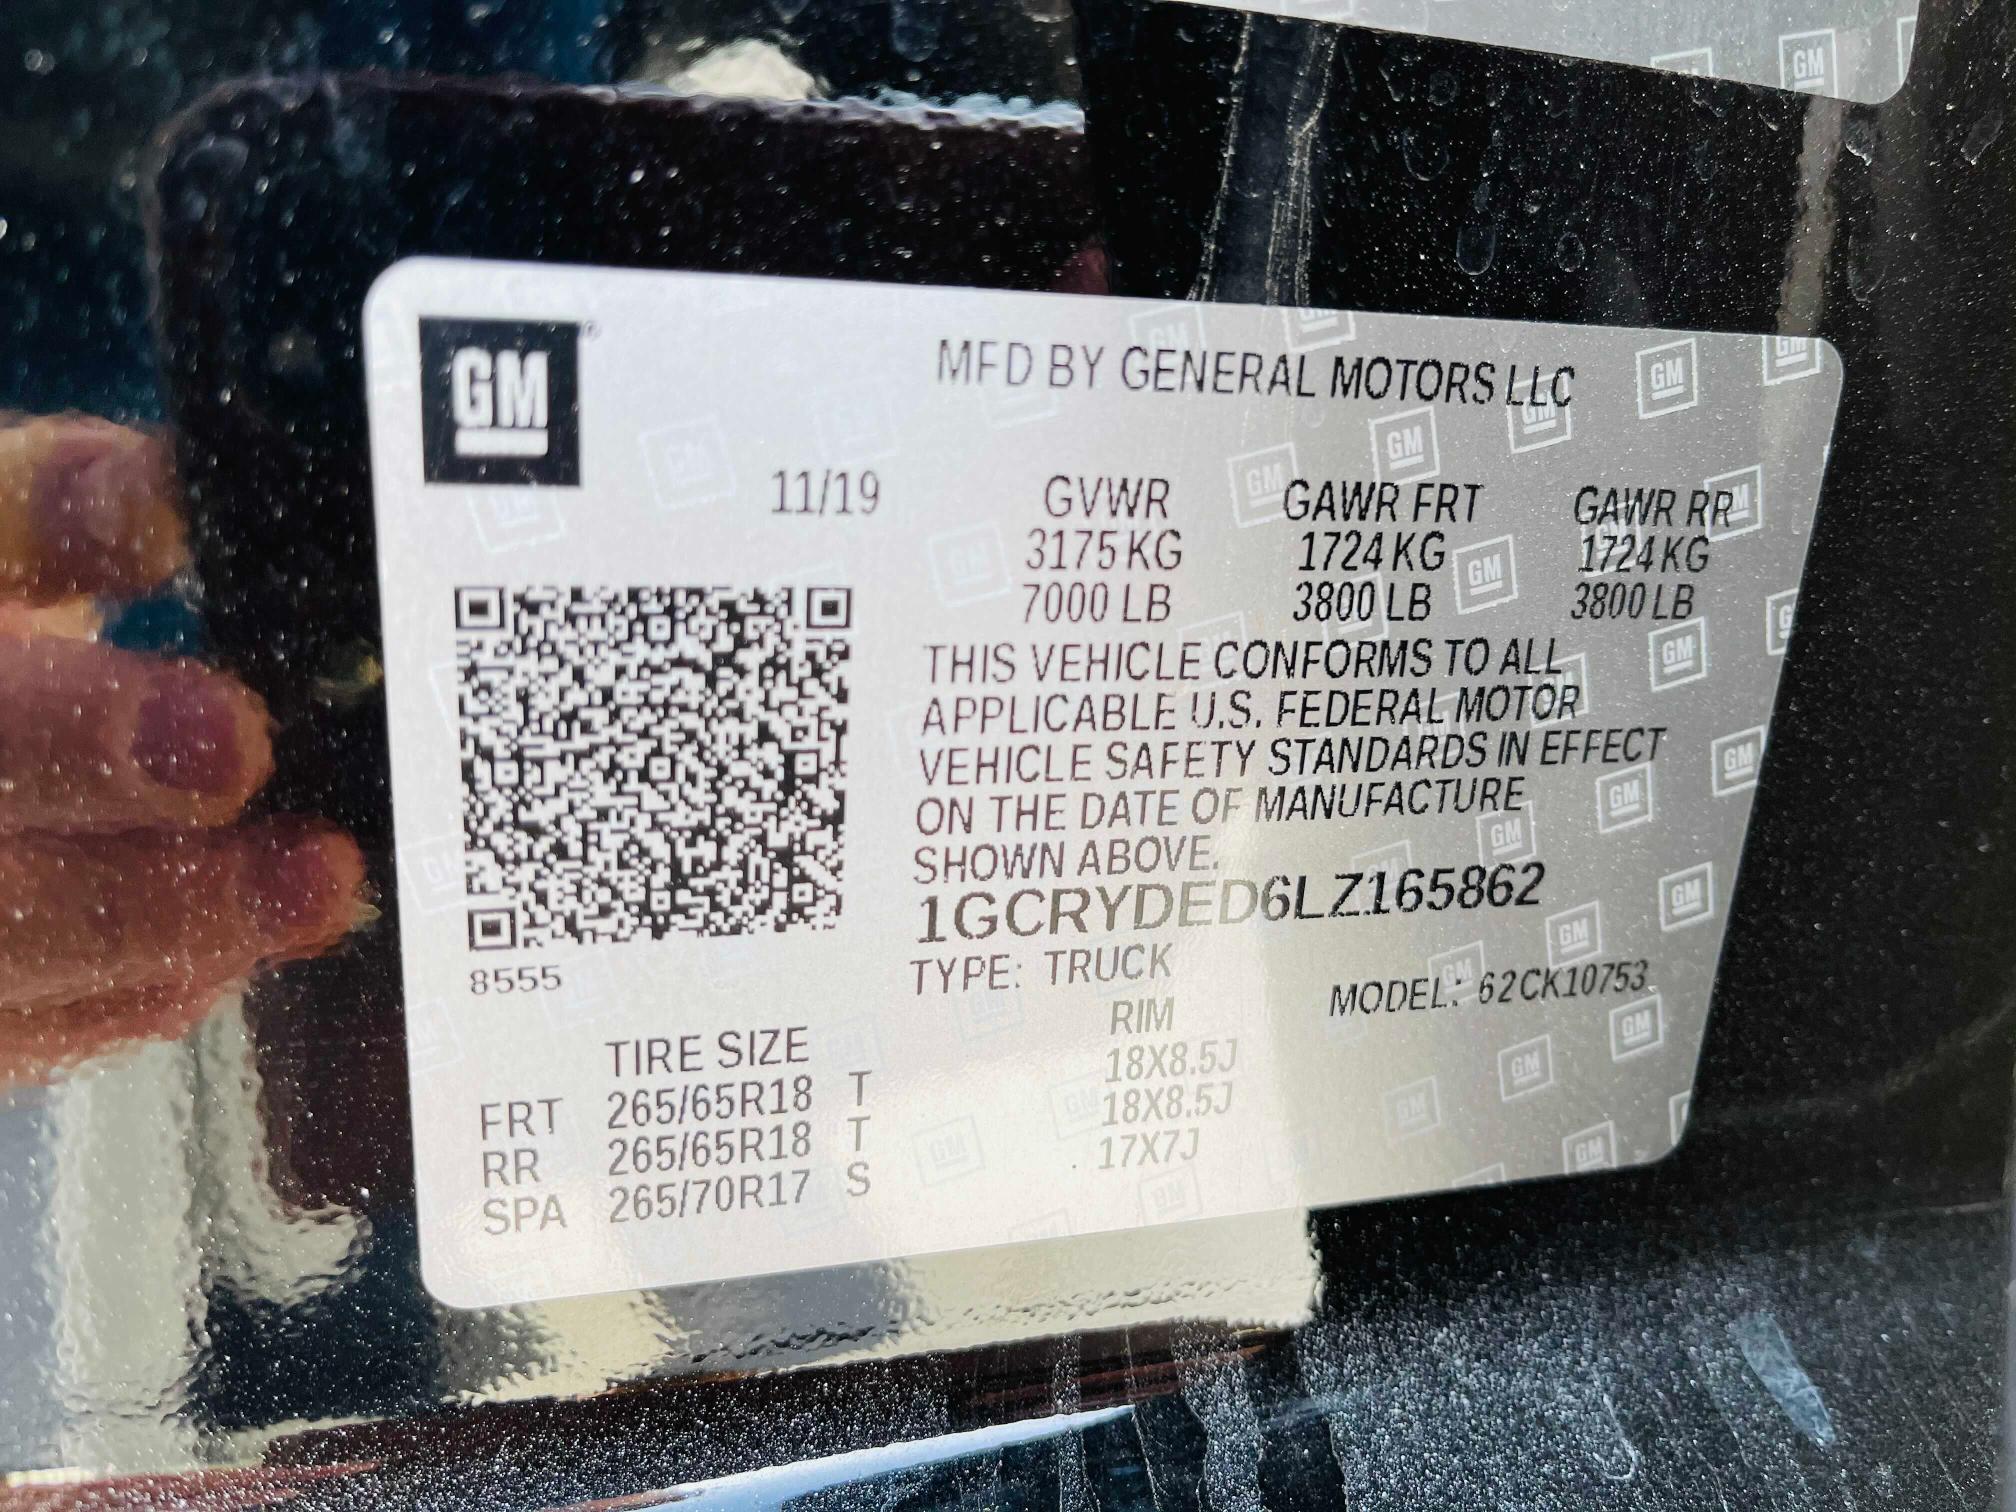 GM
MFD BY GENERAL MOTORS LLC
11/19 GVWR GAWR FRT GAWR RR
3175 KG 1724 KG 1724 KG
7000 LB 3800 LB 3800 LB
THIS VEHICLE CONFORMS TO ALL
APPLICABLE U.S. FEDERAL MOTOR
VEHICLE SAFETY STANDARDS IN EFFECT
ON THE DATE OF MANUFACTURE
SHOWN ABOVE.
1GCRYDED6LZ165862
8555
TYPE: TRUCK MODEL: 62CK10753
TIRE SIZE RIM
FRT 265/65R18 T 18X8.5J
RR 265/65R18 T 18X8.5J
SPA 265/70R17 S 17X7J